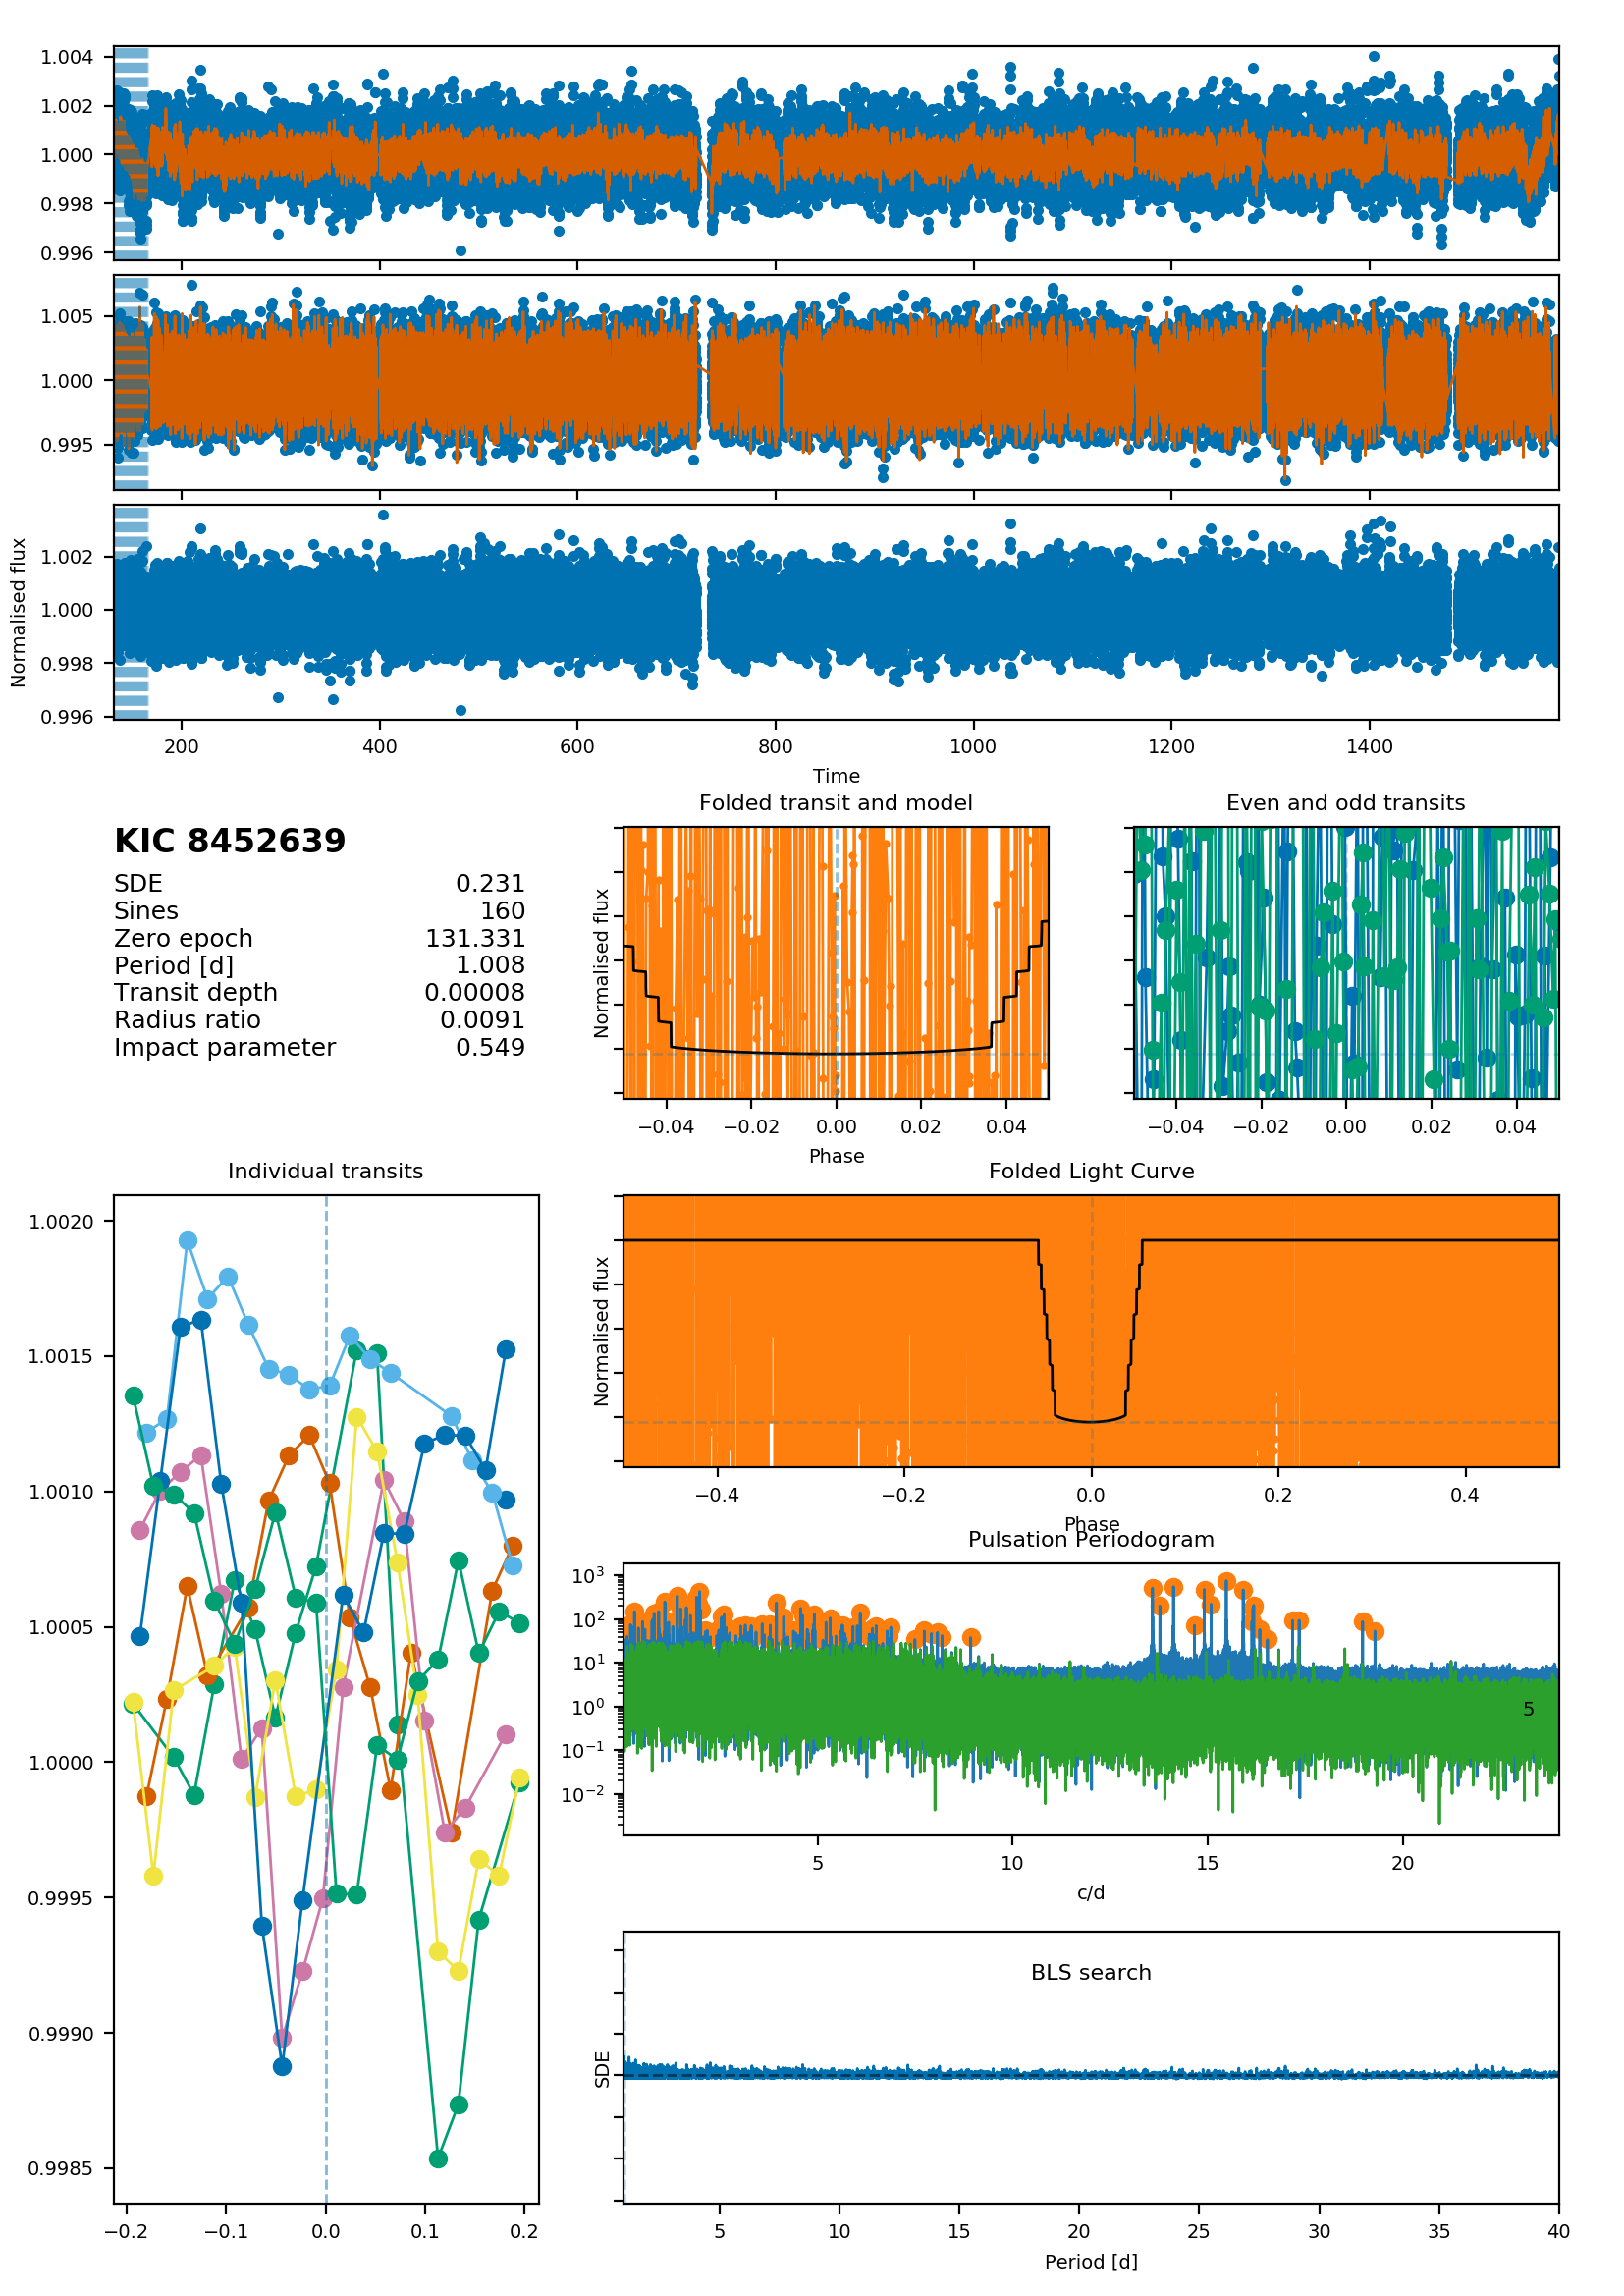 1.004
1.002
1.000
0.998
0.996
1.005
1.000
0.995
1.002
1.000
0.998
0.996
Normalised flux
200 400 600 800 1000 1200 1400
Time
KIC 8452639
SDE 0.231
Sines 160
Zero epoch 131.331
Period [d] 1.008
Transit depth 0.00008
Radius ratio 0.0091
Impact parameter 0.549
Folded transit and model
Normalised flux
−0.04 −0.02 0.00 0.02 0.04
Phase
Even and odd transits
−0.04 −0.02 0.00 0.02 0.04
Individual transits
1.0020
1.0015
1.0010
1.0005
1.0000
0.9995
0.9990
0.9985
−0.2 −0.1 0.0 0.1 0.2
Folded Light Curve
Normalised flux
−0.4 −0.2 0.0 0.2 0.4
Phase
Pulsation Periodogram
10³
10²
10¹
10⁰
10⁻¹
10⁻²
5
5 10 15 20
c/d
BLS search
SDE
5 10 15 20 25 30 35 40
Period [d]